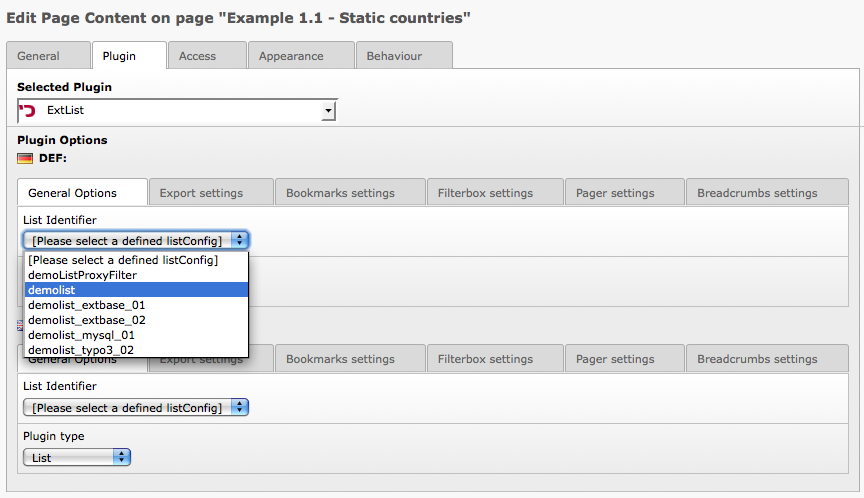 Edit Page Content on page "Example 1.1 - Static countries"
General Plugin Access Appearance Behaviour
Selected Plugin
ExtList
Plugin Options
DEF:
General Options Export settings Bookmarks settings Filterbox settings Pager settings Breadcrumbs settings
List Identifier
[Please select a defined listConfig]
[Please select a defined listConfig]
demoListProxyFilter
demolist
demolist_extbase_01
demolist_extbase_02
demolist_mysql_01
demolist_typo3_02
General Options Export settings Bookmarks settings Filterbox settings Pager settings Breadcrumbs settings
List Identifier
[Please select a defined listConfig]
Plugin type
List